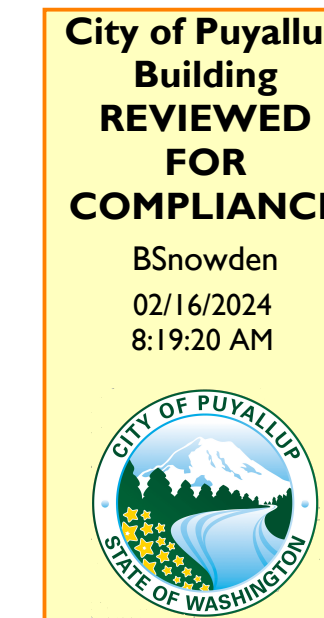 City of Puyallu
Building
REVIEWED
FOR
COMPLIANC
BSnowden
02/16/2024
8:19:20 AM
CITY OF PUYALLUP
STATE OF WASHINGTON